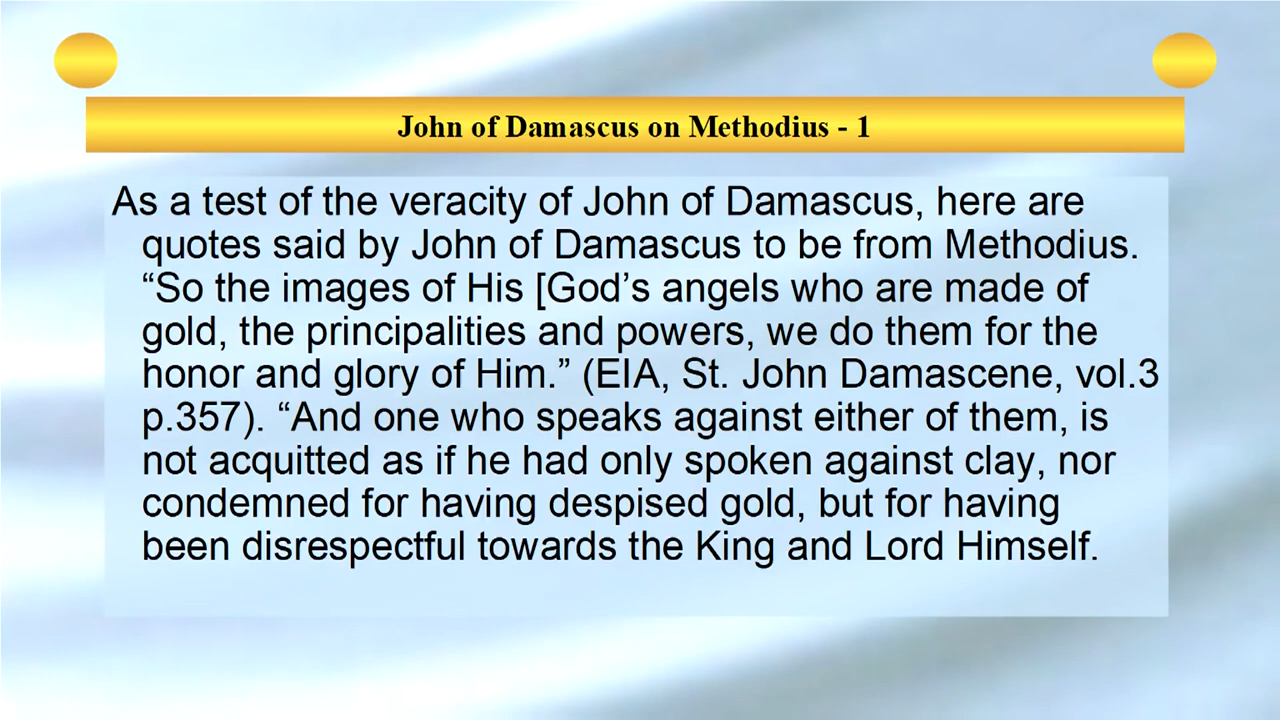 John of Damascus on Methodius - 1
As a test of the veracity of John of Damascus, here are
quotes said by John of Damascus to be from Methodius.
“So the images of His [God’s angels who are made of
gold, the principalities and powers, we do them for the
honor and glory of Him.” (EIA, St. John Damascene, vol.3
p.357). “And one who speaks against either of them, is
not acquitted as if he had only spoken against clay, nor
condemned for having despised gold, but for having
been disrespectful towards the King and Lord Himself.